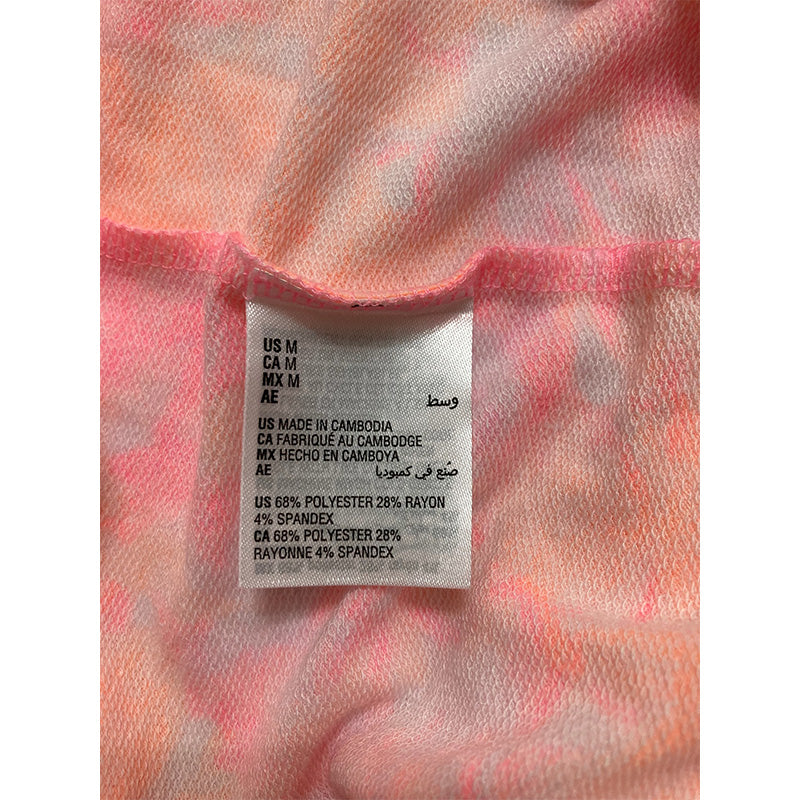 US M
CA M
MX M
AE وسط
US MADE IN CAMBODIA
CA FABRIQUÉ AU CAMBODGE
MX HECHO EN CAMBOYA
AE صُنع في كمبوديا
US 68% POLYESTER 28% RAYON
4% SPANDEX
CA 68% POLYESTER 28%
RAYONNE 4% SPANDEX